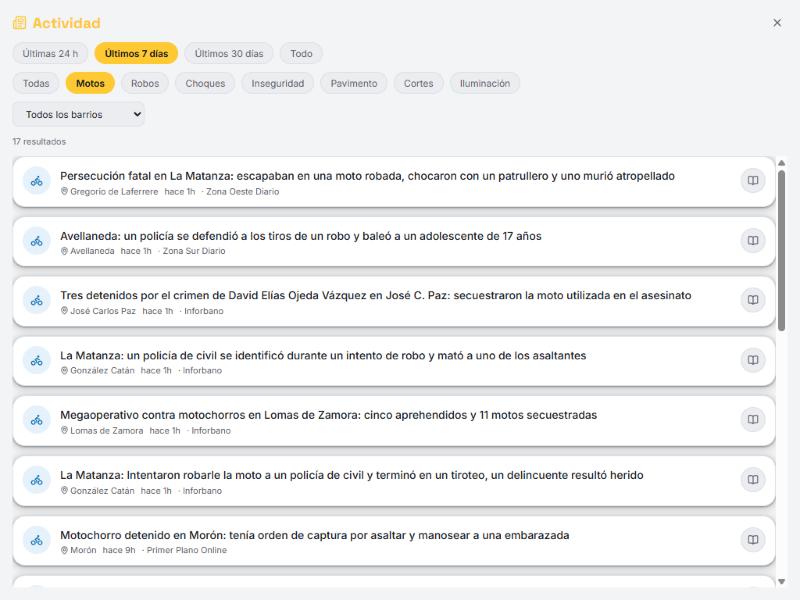 Actividad
Últimas 24 h
Últimos 7 días
Últimos 30 días
Todo
Todas
Motos
Robos
Choques
Inseguridad
Pavimento
Cortes
Iluminación
Todos los barrios
17 resultados
Persecución fatal en La Matanza: escapaban en una moto robada, chocaron con un patrullero y uno murió atropellado
Gregorio de Laferrere hace 1h · Zona Oeste Diario
Avellaneda: un policía se defendió a los tiros de un robo y baleó a un adolescente de 17 años
Avellaneda hace 1h · Zona Sur Diario
Tres detenidos por el crimen de David Elías Ojeda Vázquez en José C. Paz: secuestraron la moto utilizada en el asesinato
José Carlos Paz hace 1h · Inforbano
La Matanza: un policía de civil se identificó durante un intento de robo y mató a uno de los asaltantes
González Catán hace 1h · Inforbano
Megaoperativo contra motochorros en Lomas de Zamora: cinco aprehendidos y 11 motos secuestradas
Lomas de Zamora hace 1h · Inforbano
La Matanza: Intentaron robarle la moto a un policía de civil y terminó en un tiroteo, un delincuente resultó herido
González Catán hace 1h · Inforbano
Motochorro detenido en Morón: tenía orden de captura por asaltar y manosear a una embarazada
Morón hace 9h · Primer Plano Online